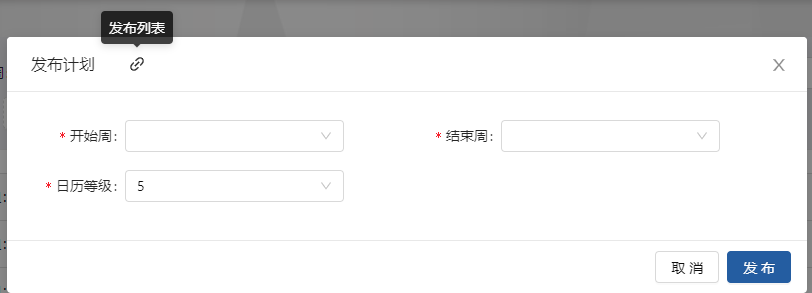 发布列表
发布计划
* 开始周:
* 结束周:
* 日历等级: 5
取 消 发 布